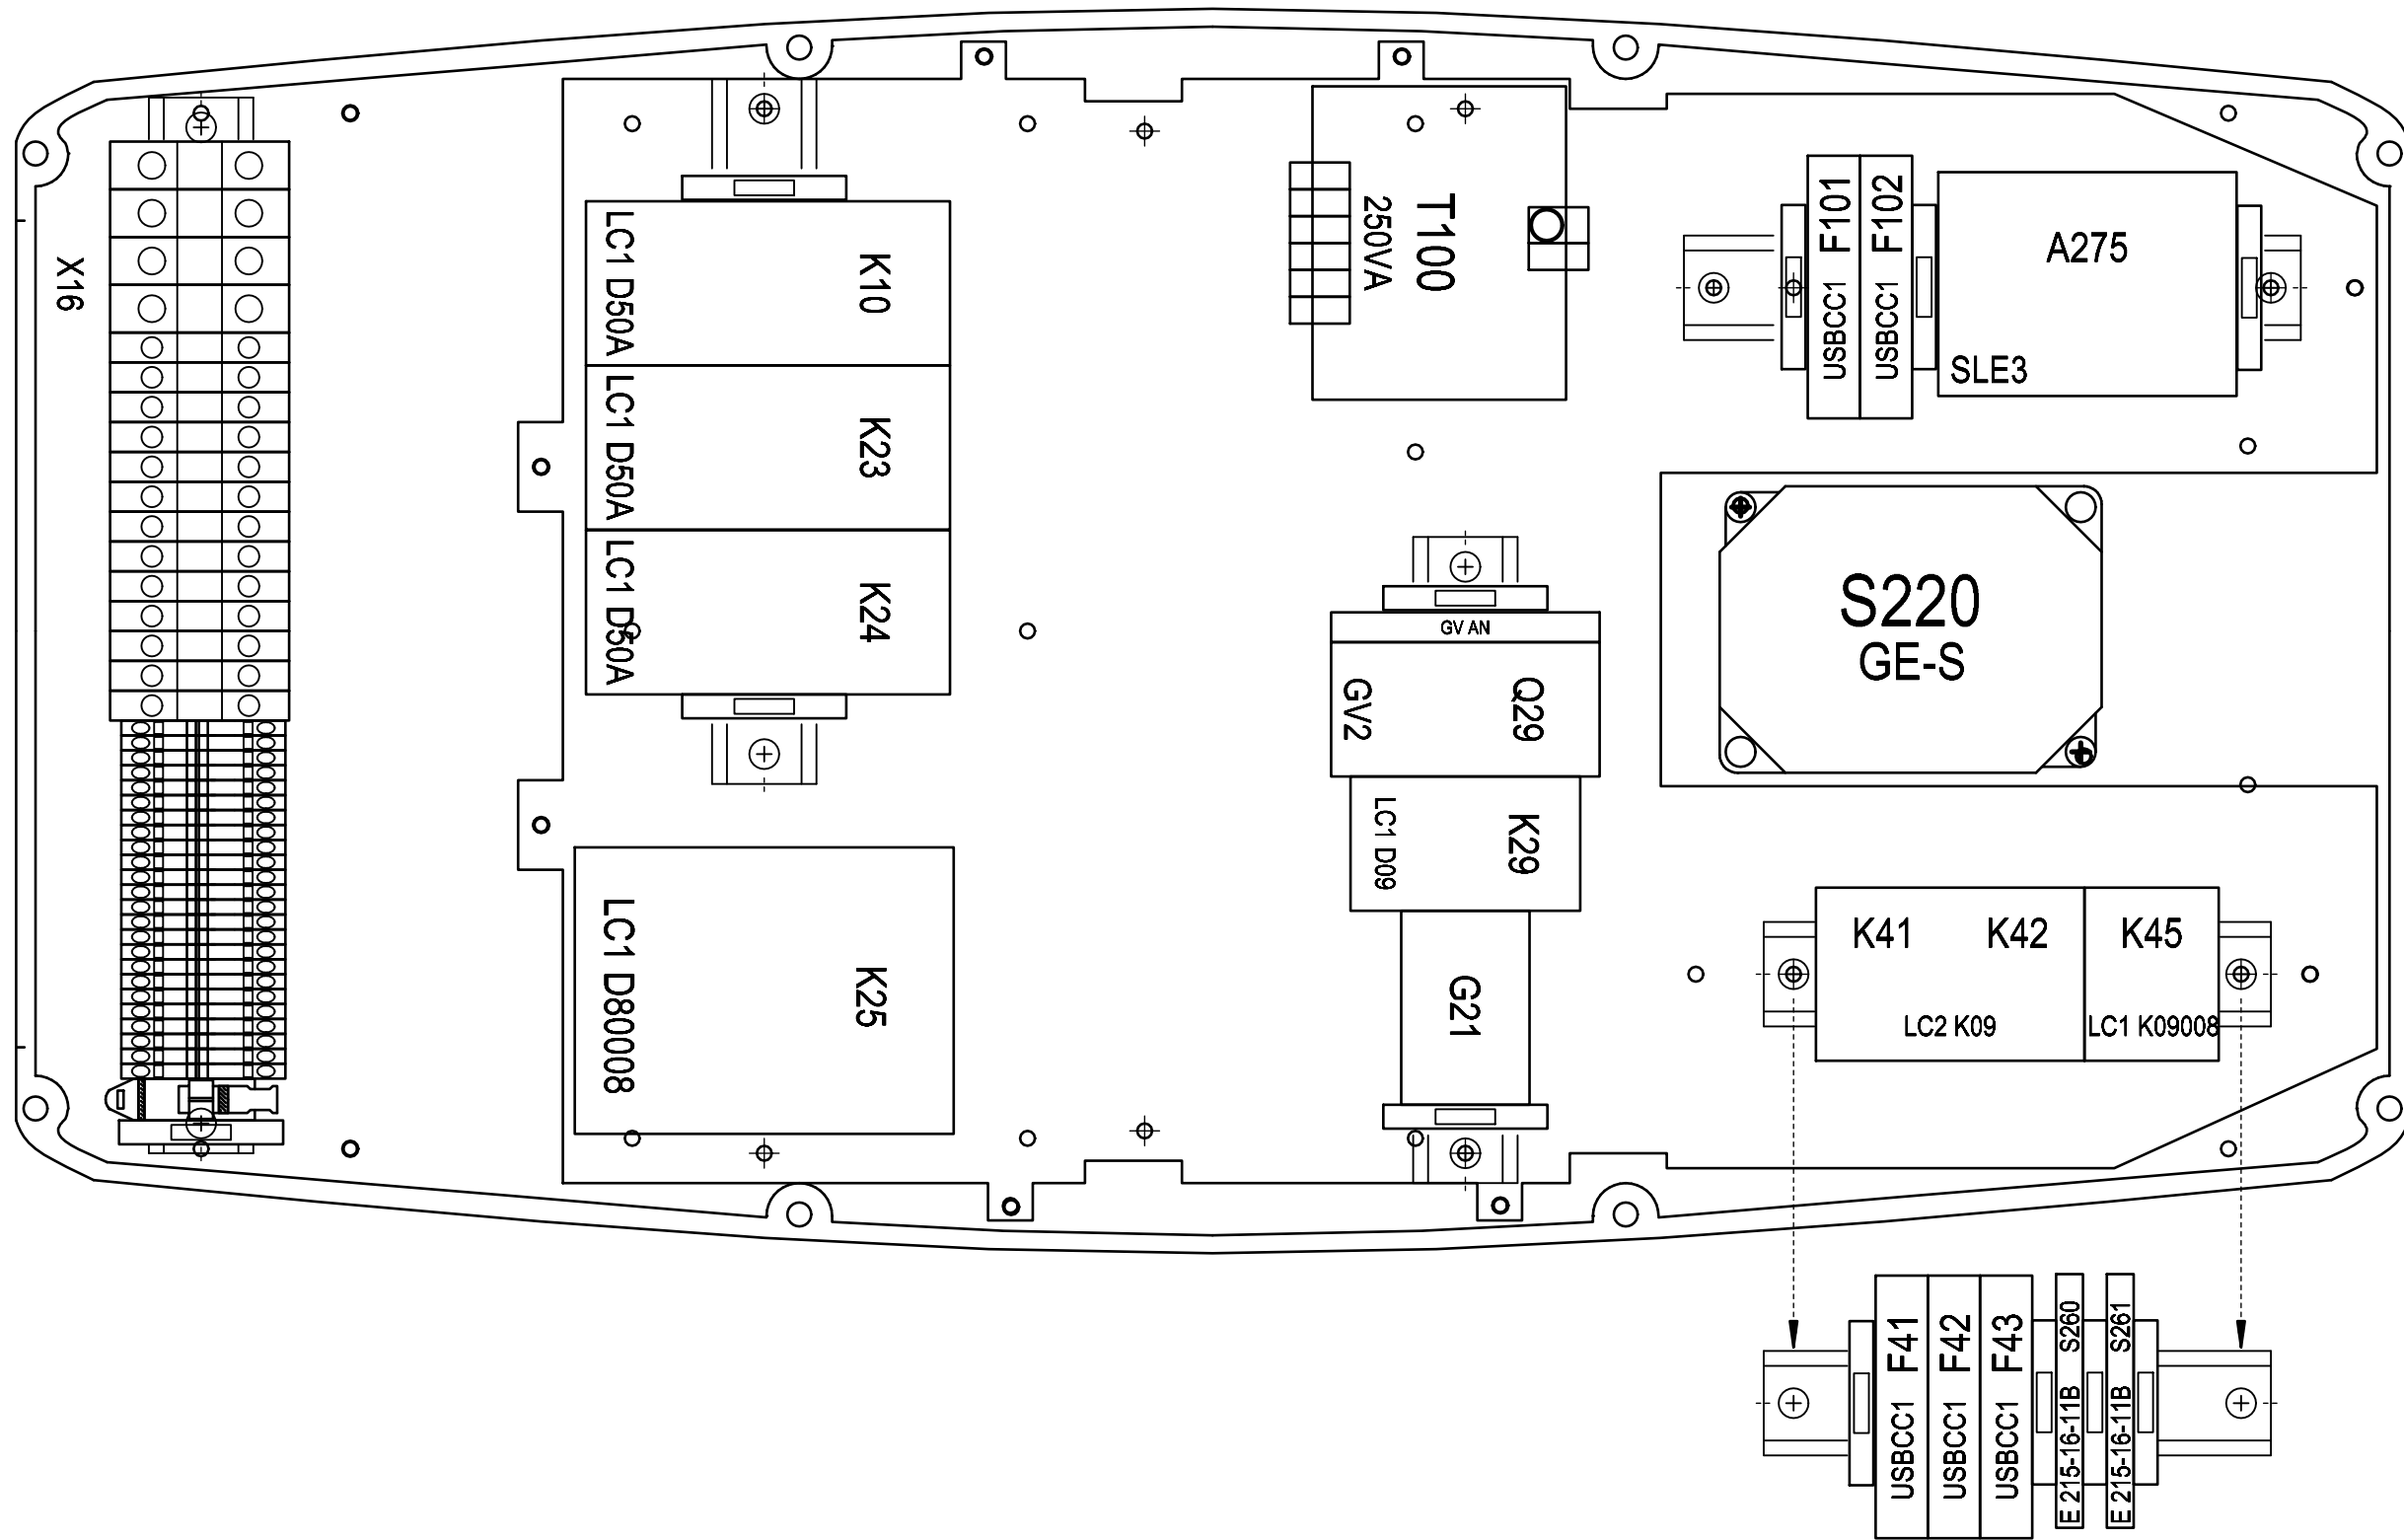 X16
K10
LC1 D50A
K23
LC1 D50A
K24
LC1 D50A
K25
LC1 D80008
T100
250VA
F101
USBCC1
F102
USBCC1
A275
SLE3
GV AN
Q29
GV2
K29
LC1 D09
G21
S220
GE-S
K41
K42
K45
LC2 K09
LC1 K09008
F41
USBCC1
F42
USBCC1
F43
USBCC1
S260
E 215-16-11B
S261
E 215-16-11B